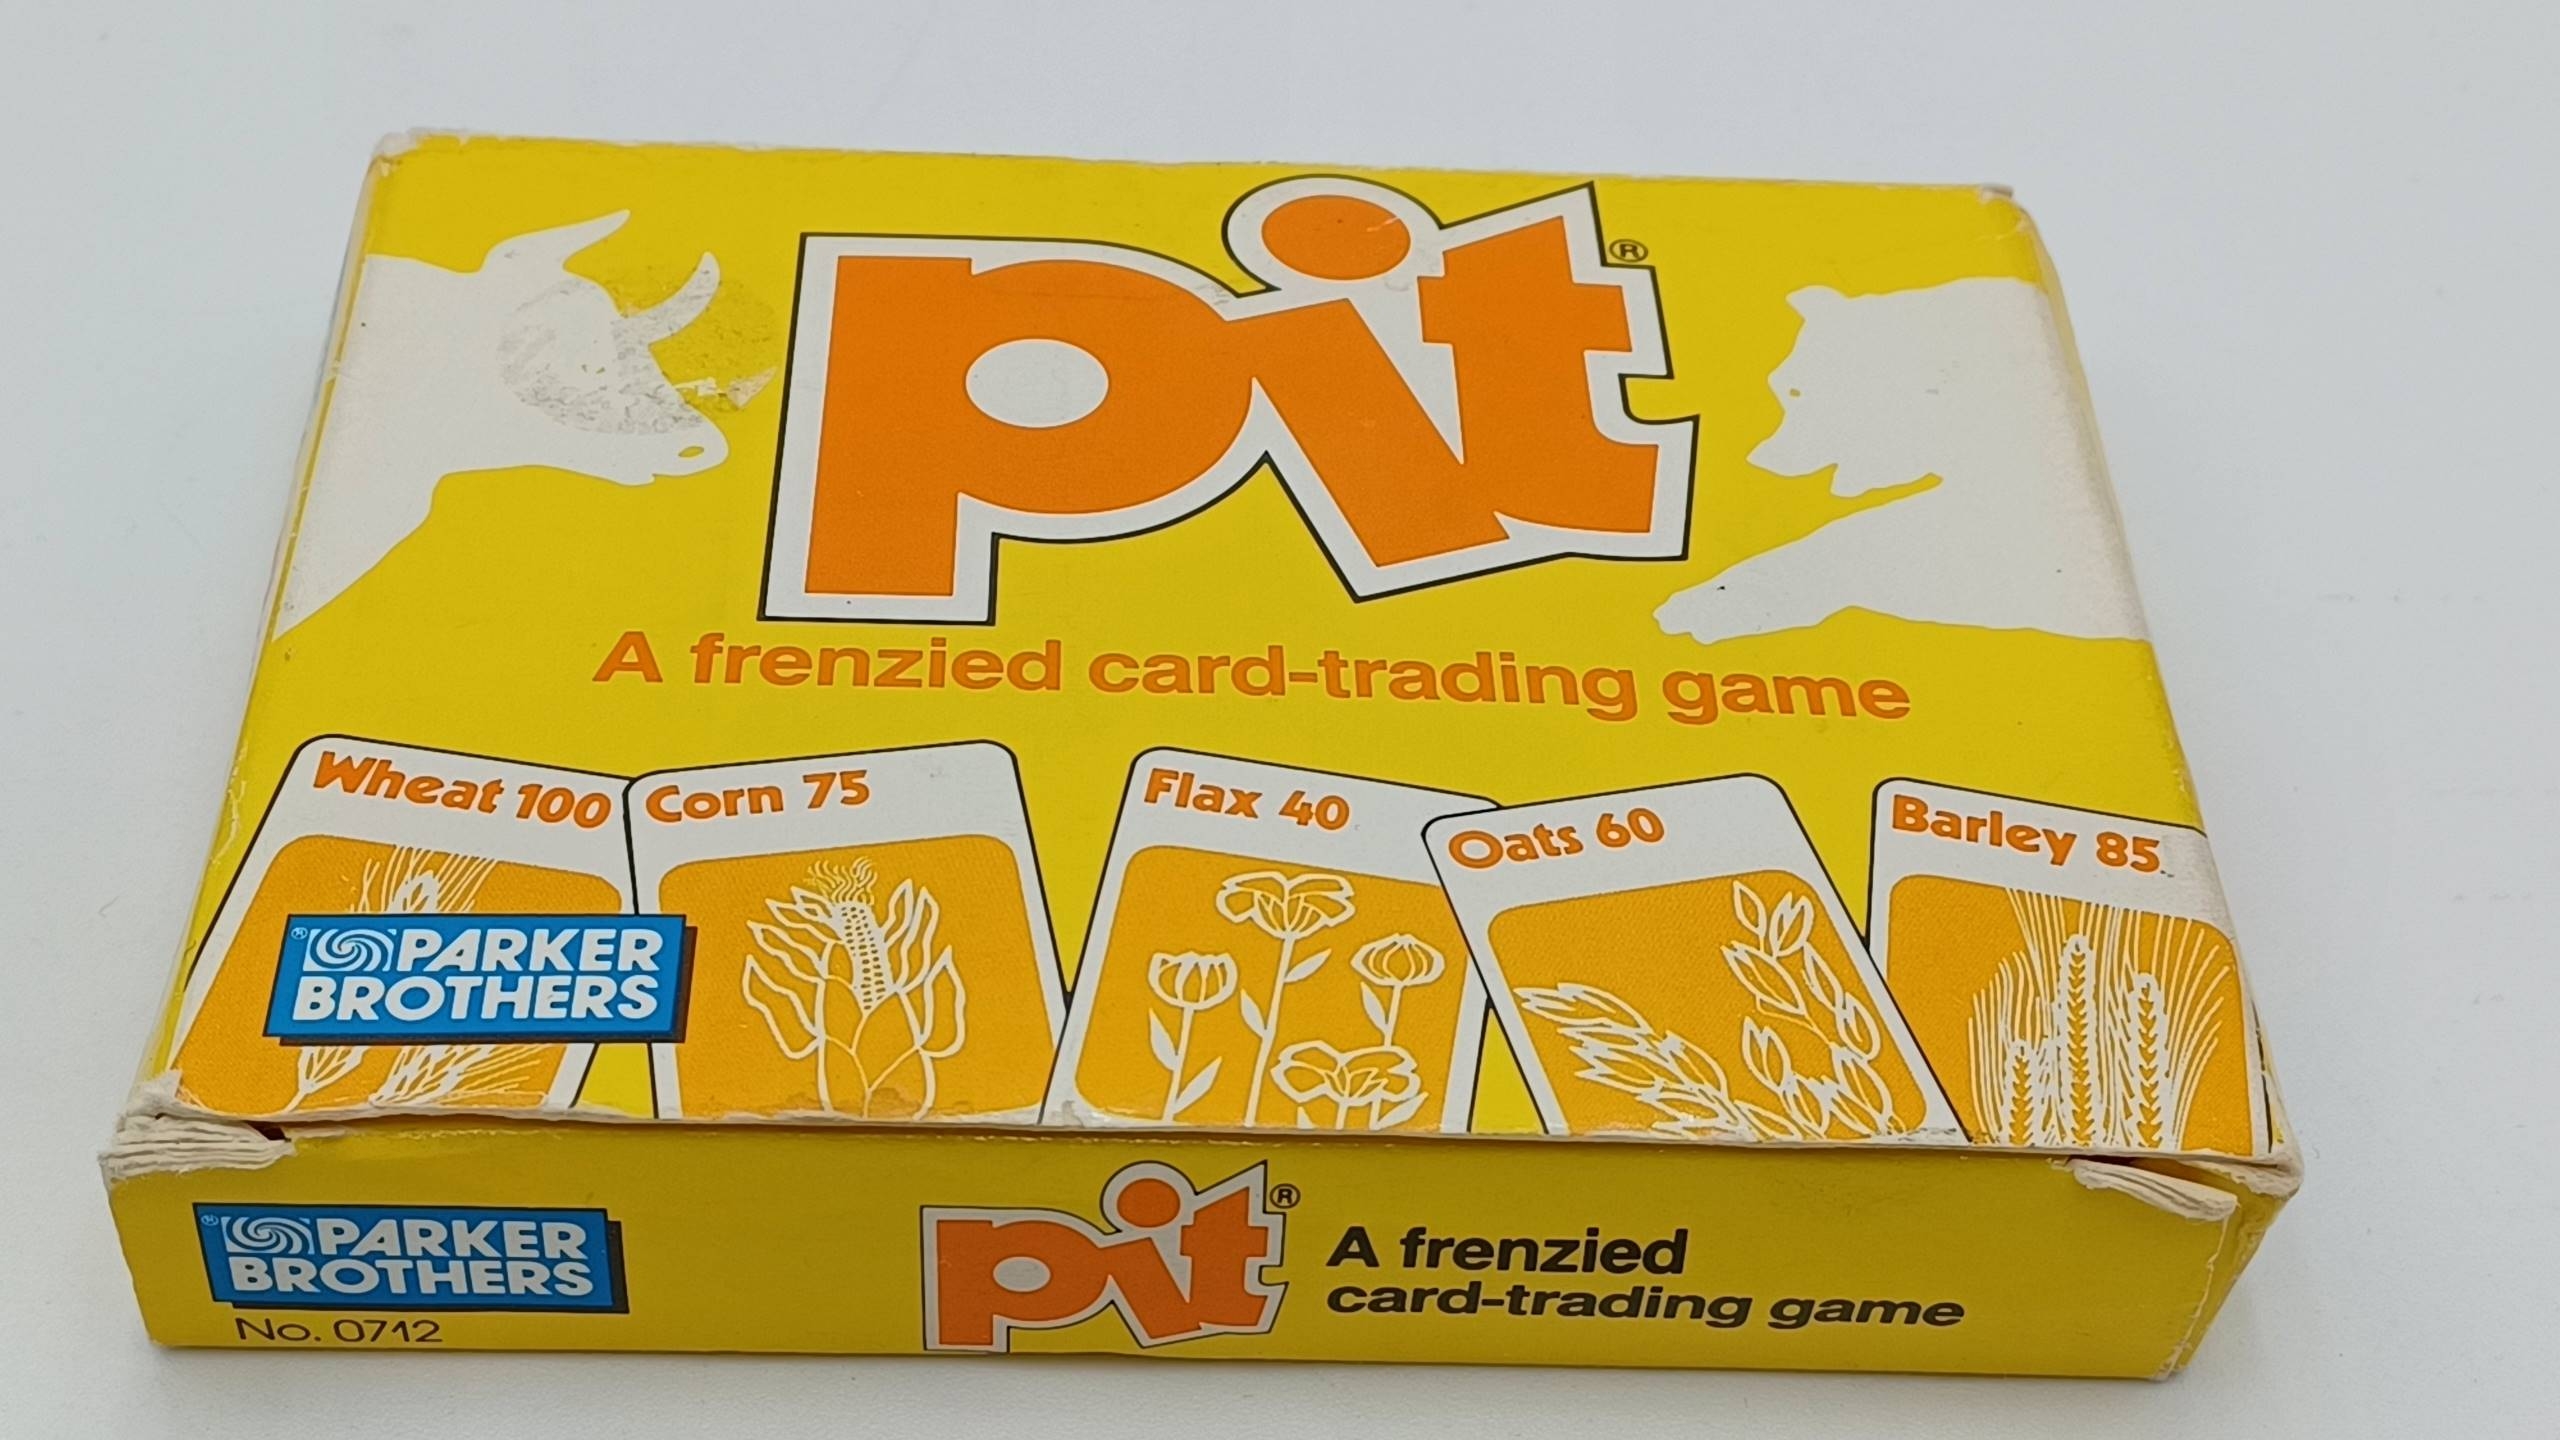 pit®
A frenzied card-trading game
Wheat 100
Corn 75
Flax 40
Oats 60
Barley 85
® PARKER
BROTHERS
® PARKER
BROTHERS
No. 0712
pit®
A frenzied
card-trading game